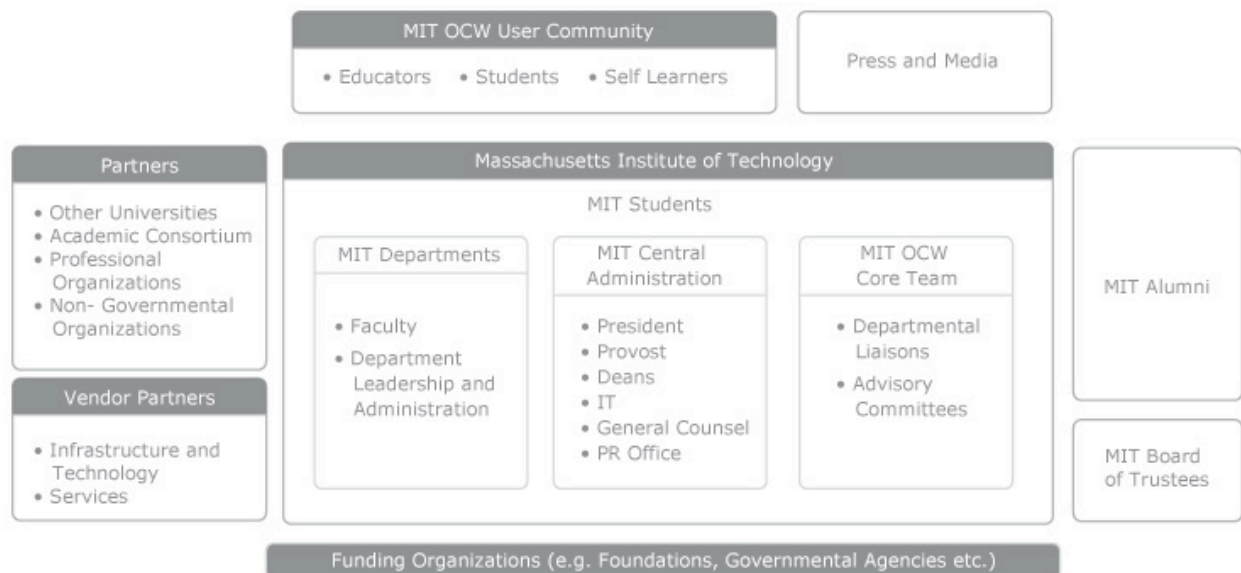 MIT OCW User Community
• Educators • Students • Self Learners
Press and Media
Partners
• Other Universities
• Academic Consortium
• Professional
Organizations
• Non- Governmental
Organizations
Vendor Partners
• Infrastructure and
Technology
• Services
Massachusetts Institute of Technology
MIT Students
MIT Departments
• Faculty
• Department
Leadership and
Administration
MIT Central
Administration
• President
• Provost
• Deans
• IT
• General Counsel
• PR Office
MIT OCW
Core Team
• Departmental
Liaisons
• Advisory
Committees
MIT Alumni
MIT Board
of Trustees
Funding Organizations (e.g. Foundations, Governmental Agencies etc.)